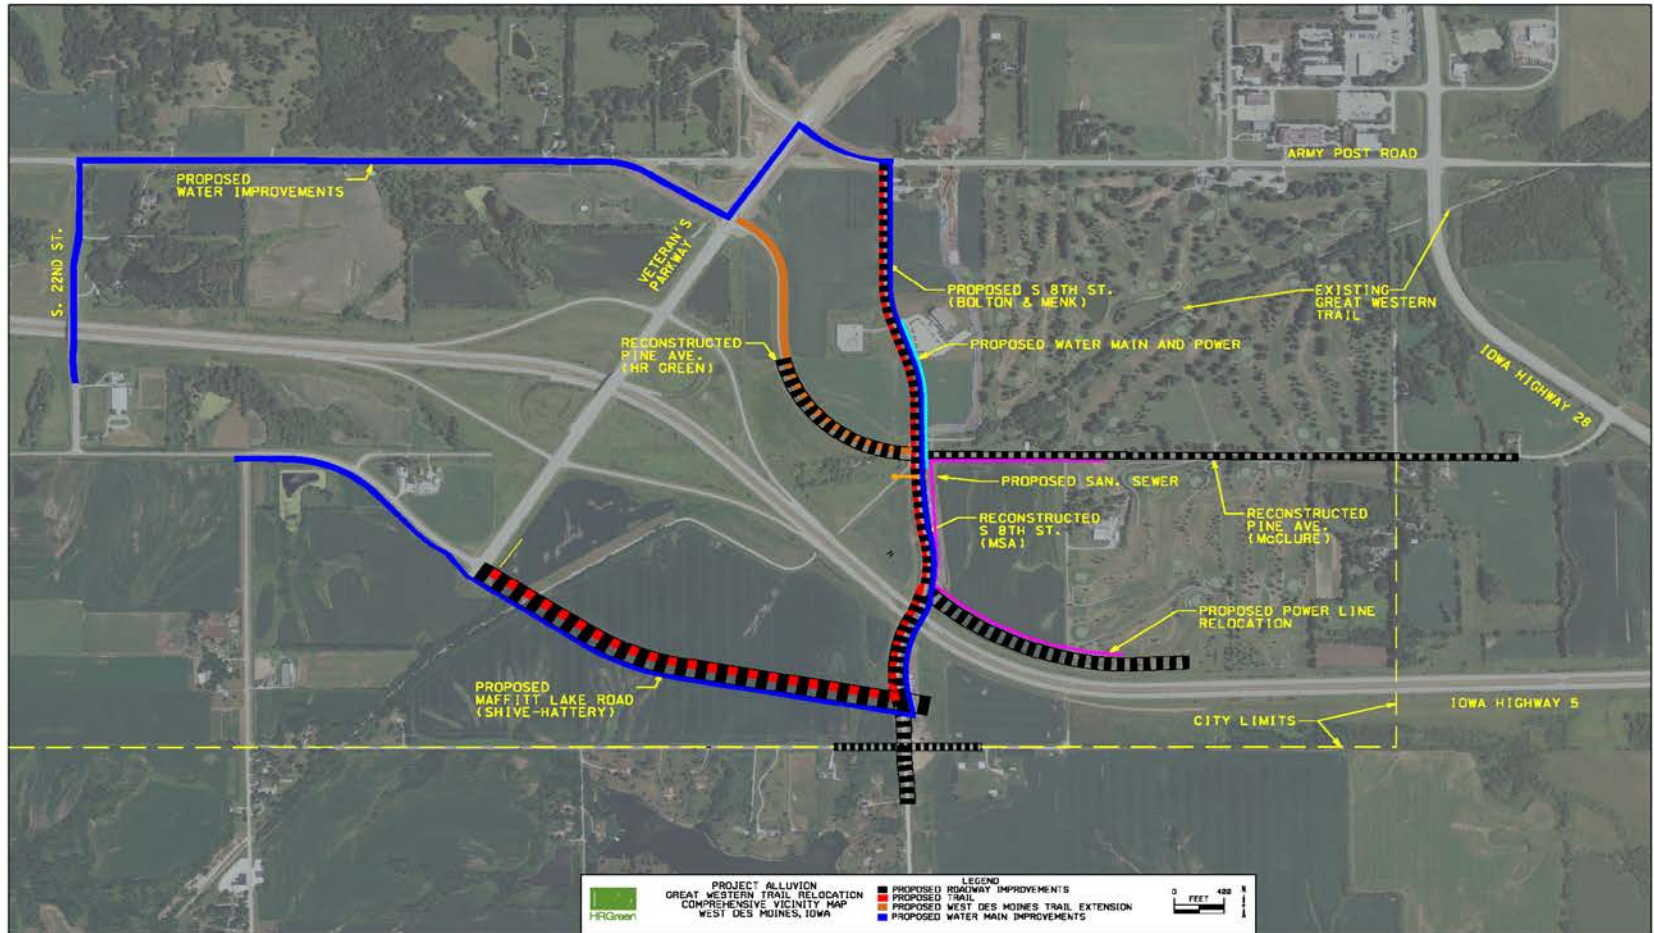 ARMY POST ROAD
PROPOSED
WATER IMPROVEMENTS
S. 22ND ST.
VETERAN'S
PARKWAY
PROPOSED S 8TH ST.
(BOLTON & MENK)
EXISTING
GREAT WESTERN
TRAIL
RECONSTRUCTED
PINE AVE.
(HR GREEN)
PROPOSED WATER MAIN AND POWER
IOWA HIGHWAY 28
PROPOSED SAN. SEWER
RECONSTRUCTED
S 8TH ST.
(MSA)
RECONSTRUCTED
PINE AVE.
(McCLURE)
PROPOSED POWER LINE
RELOCATION
PROPOSED
MAFFITT LAKE ROAD
(SHIVE-HATTERY)
IOWA HIGHWAY 5
CITY LIMITS
HRGreen
PROJECT ALLUVION
GREAT WESTERN TRAIL RELOCATION
COMPREHENSIVE VICINITY MAP
WEST DES MOINES, IOWA
LEGEND
PROPOSED ROADWAY IMPROVEMENTS
PROPOSED TRAIL
PROPOSED WEST DES MOINES TRAIL EXTENSION
PROPOSED WATER MAIN IMPROVEMENTS
0 400
FEET